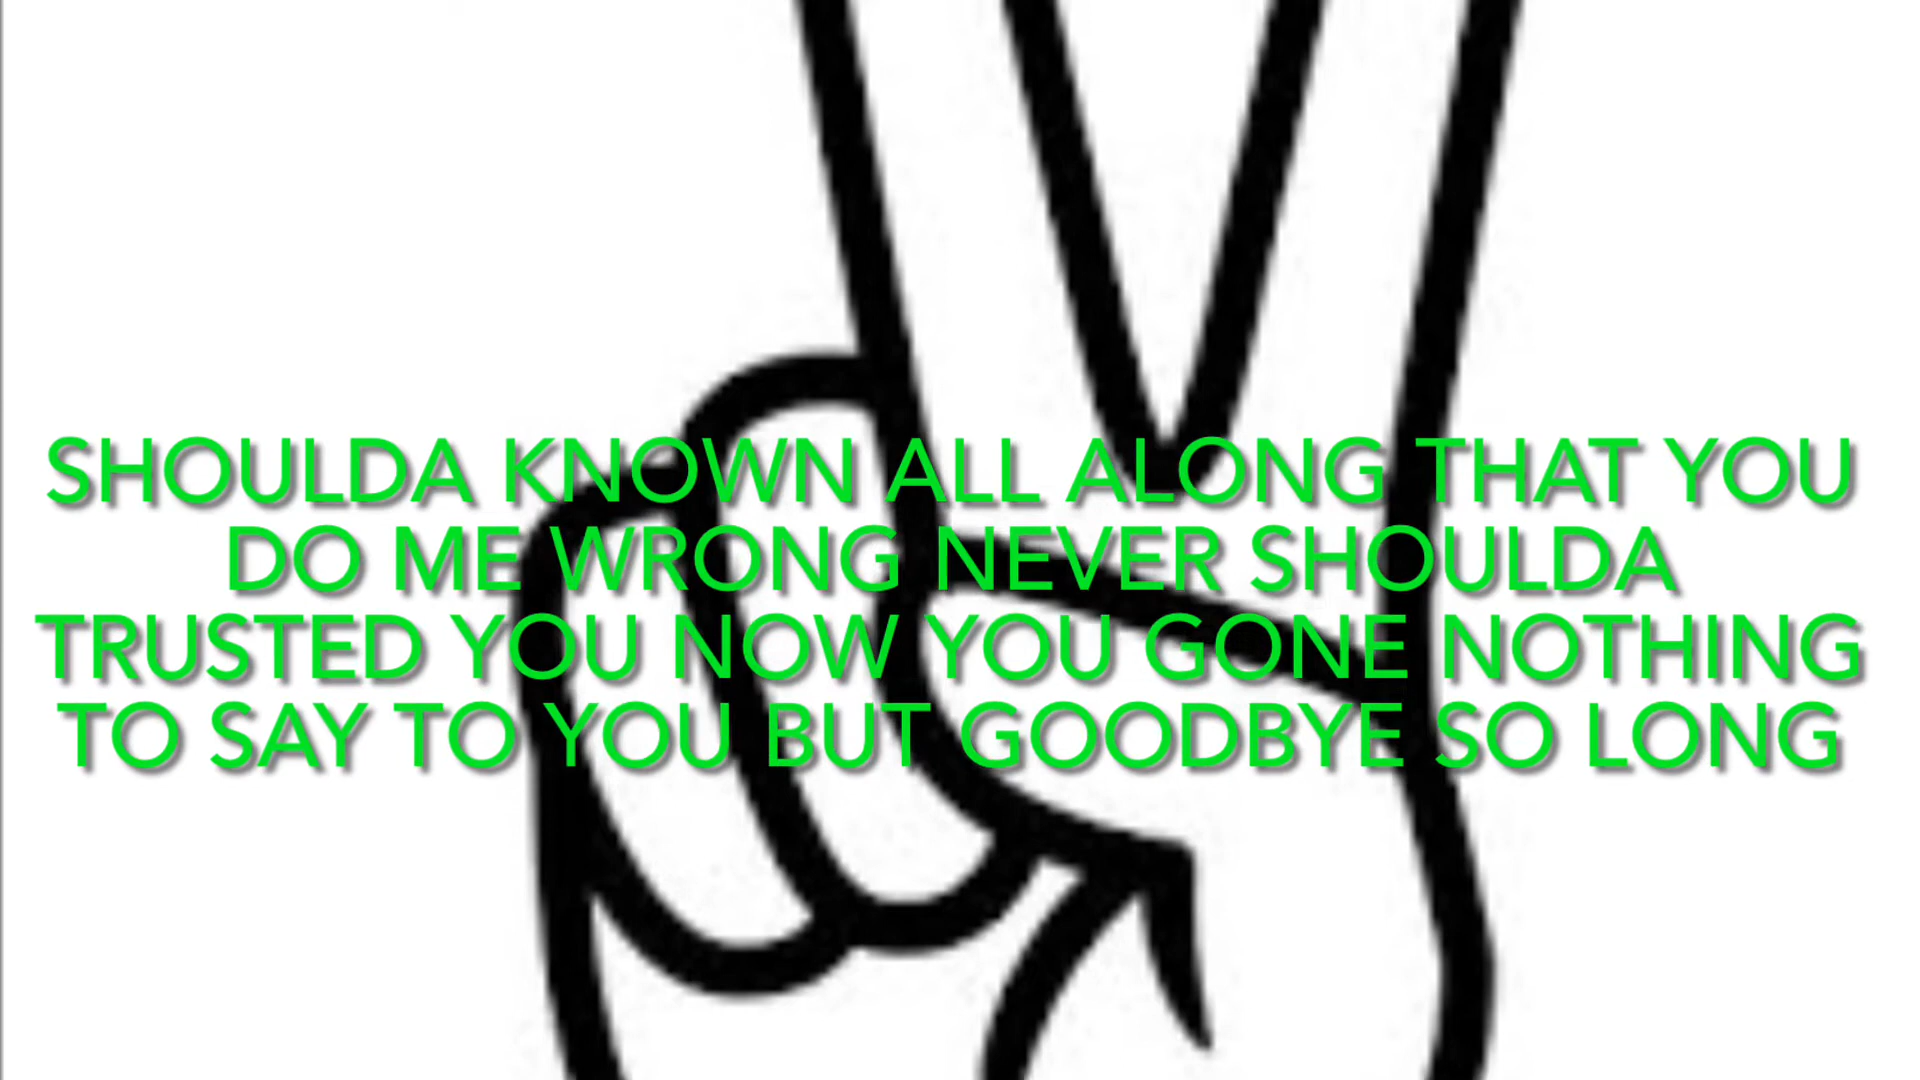 SHOULDA KNOWN ALL ALONG THAT YOU
DO ME WRONG NEVER SHOULDA
TRUSTED YOU NOW YOU GONE NOTHING
TO SAY TO YOU BUT GOODBYE SO LONG